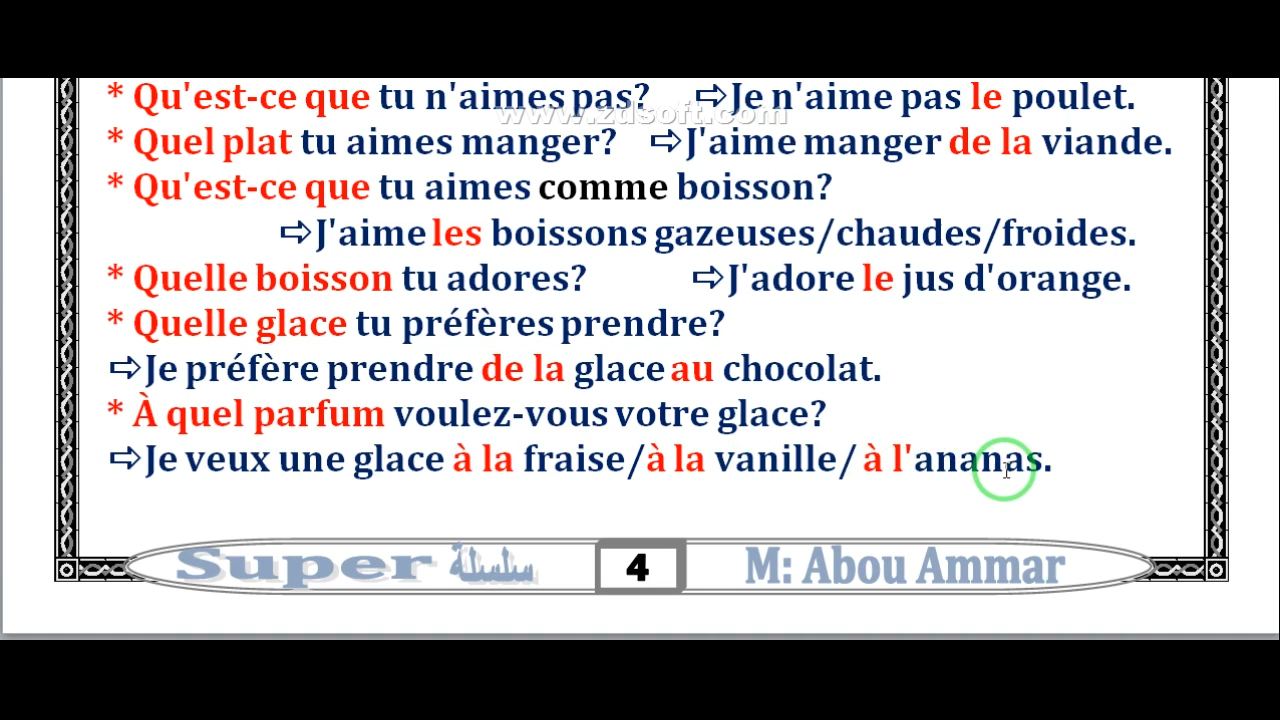 * Qu'est-ce que tu n'aimes pas? ⇨Je n'aime pas le poulet.
www.zdsoft.com
* Quel plat tu aimes manger? ⇨J'aime manger de la viande.
* Qu'est-ce que tu aimes comme boisson?
⇨J'aime les boissons gazeuses/chaudes/froides.
* Quelle boisson tu adores? ⇨J'adore le jus d'orange.
* Quelle glace tu préfères prendre?
⇨Je préfère prendre de la glace au chocolat.
* À quel parfum voulez-vous votre glace?
⇨Je veux une glace à la fraise/à la vanille/ à l'ananas.
Super سلسلة 4 M: Abou Ammar